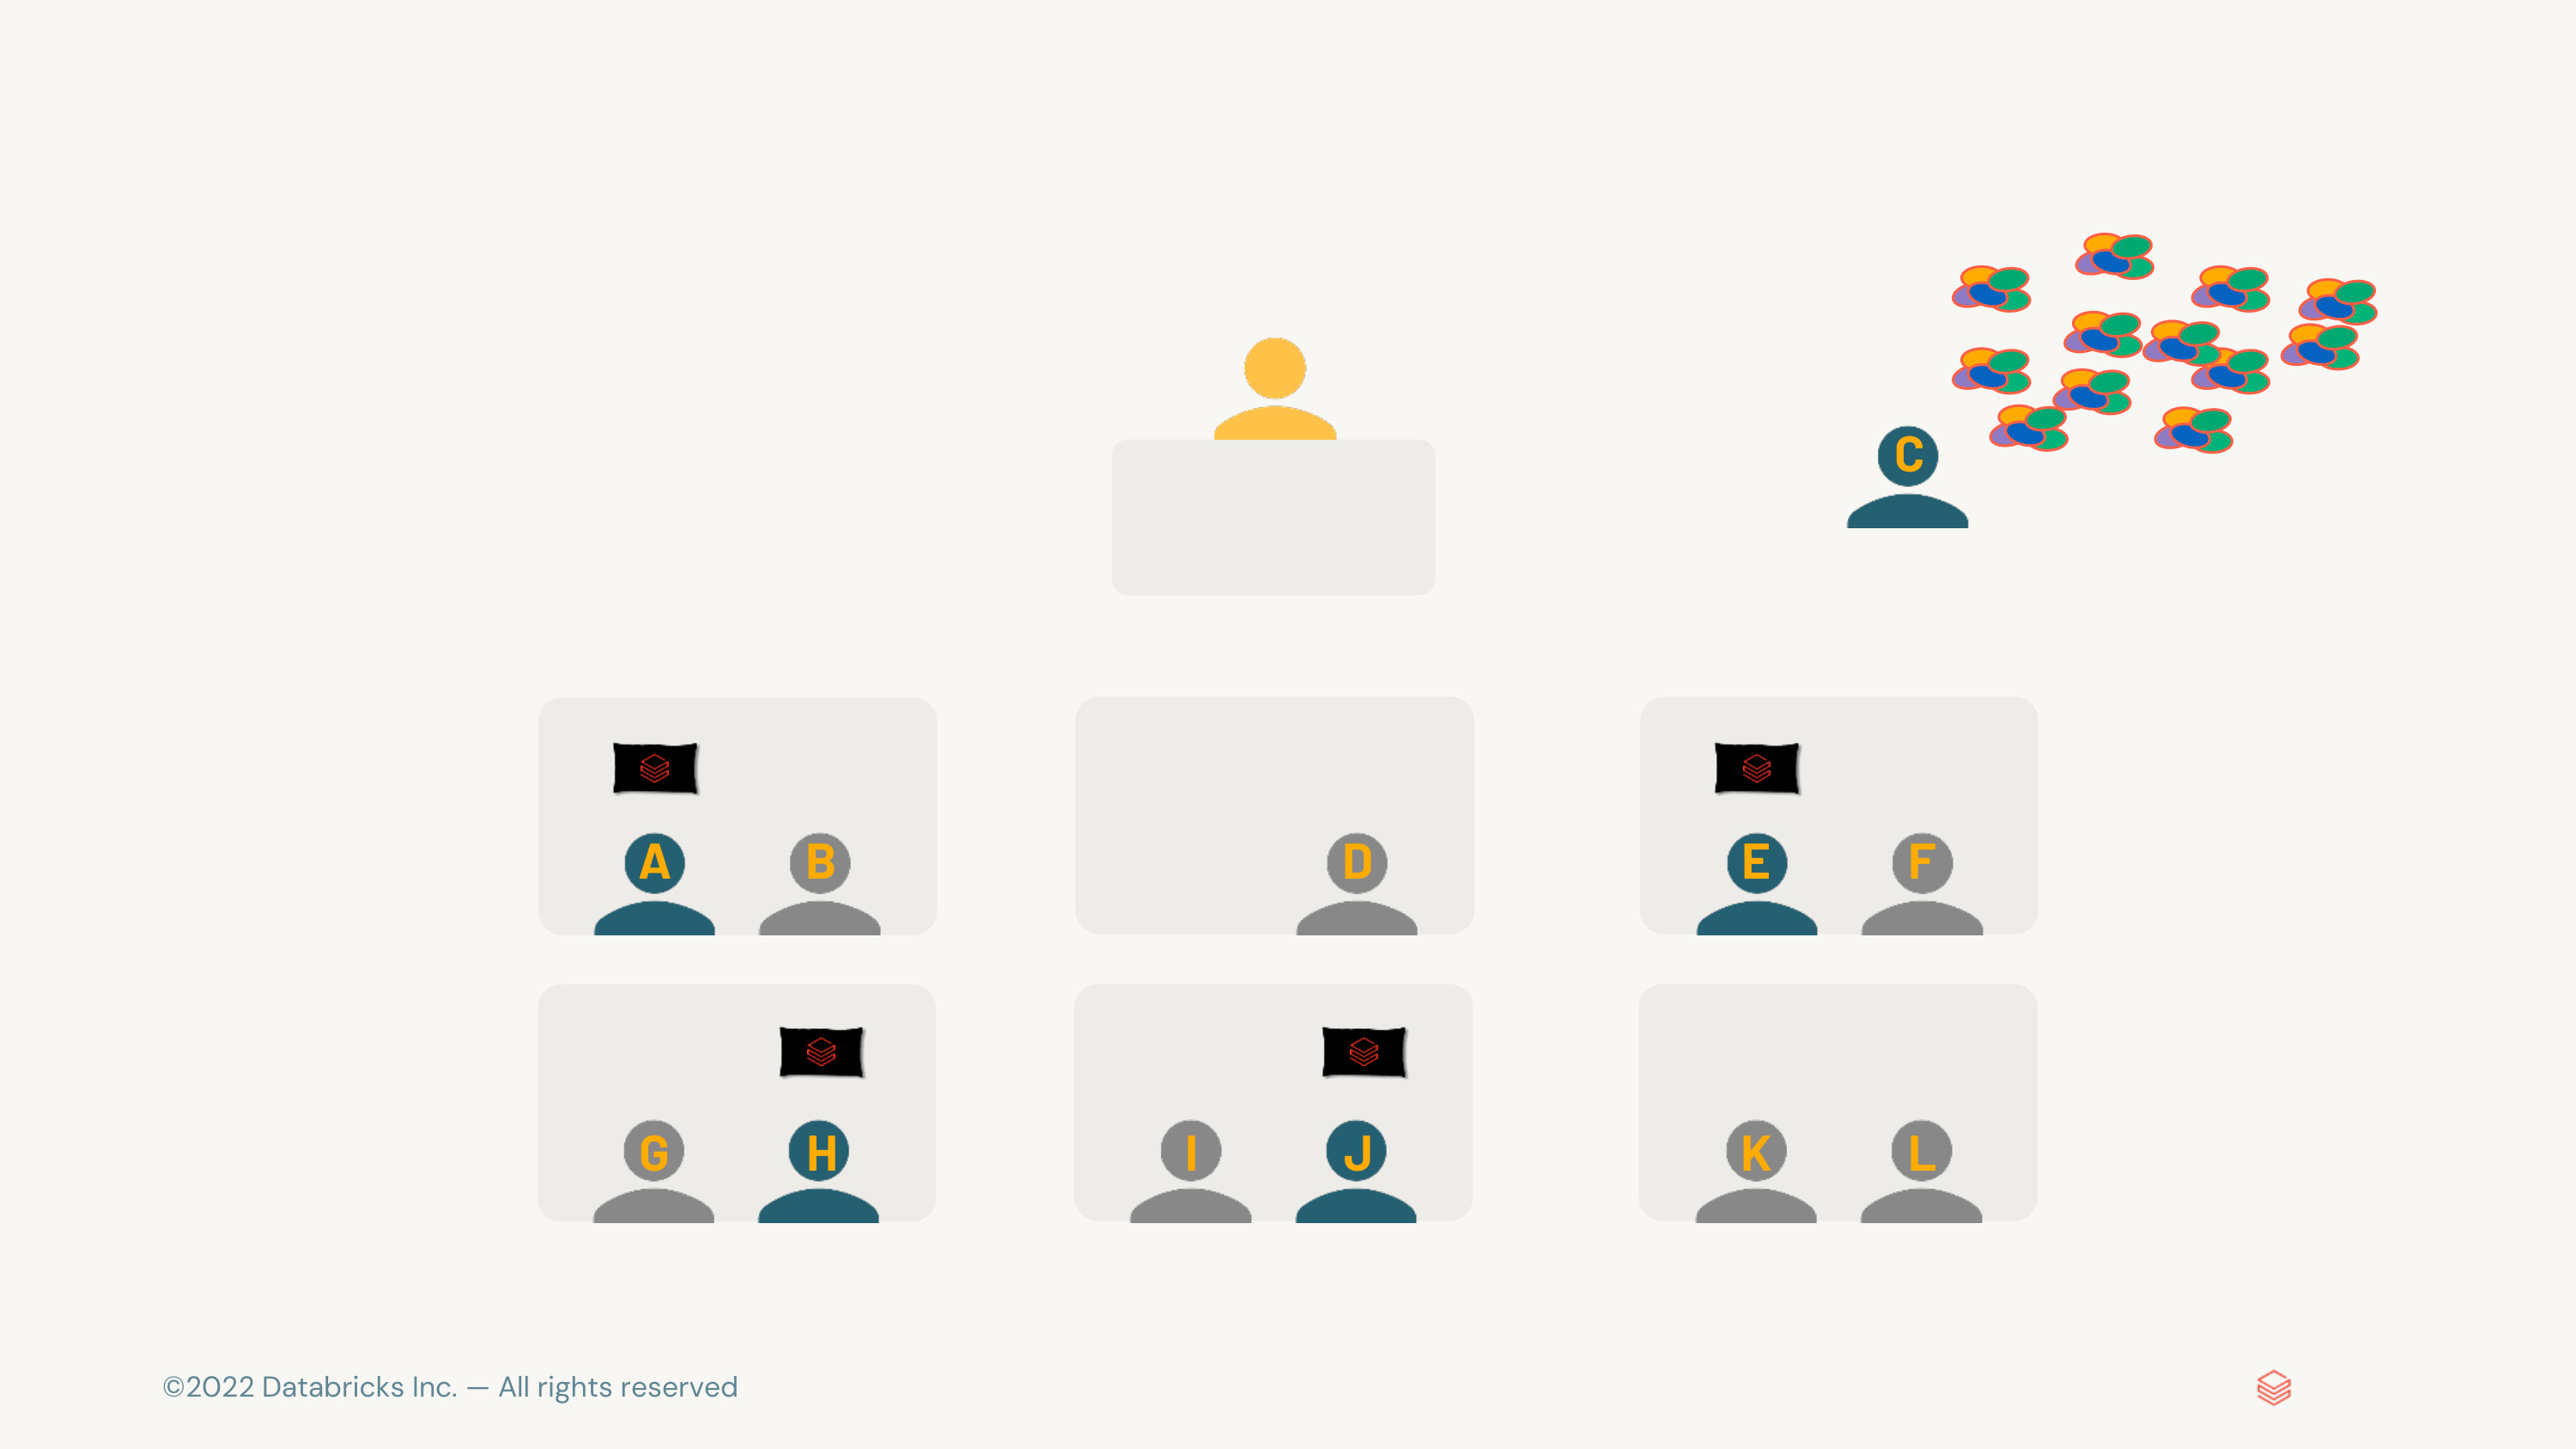 C
A B D E F
G H I J K L
©2022 Databricks Inc. — All rights reserved